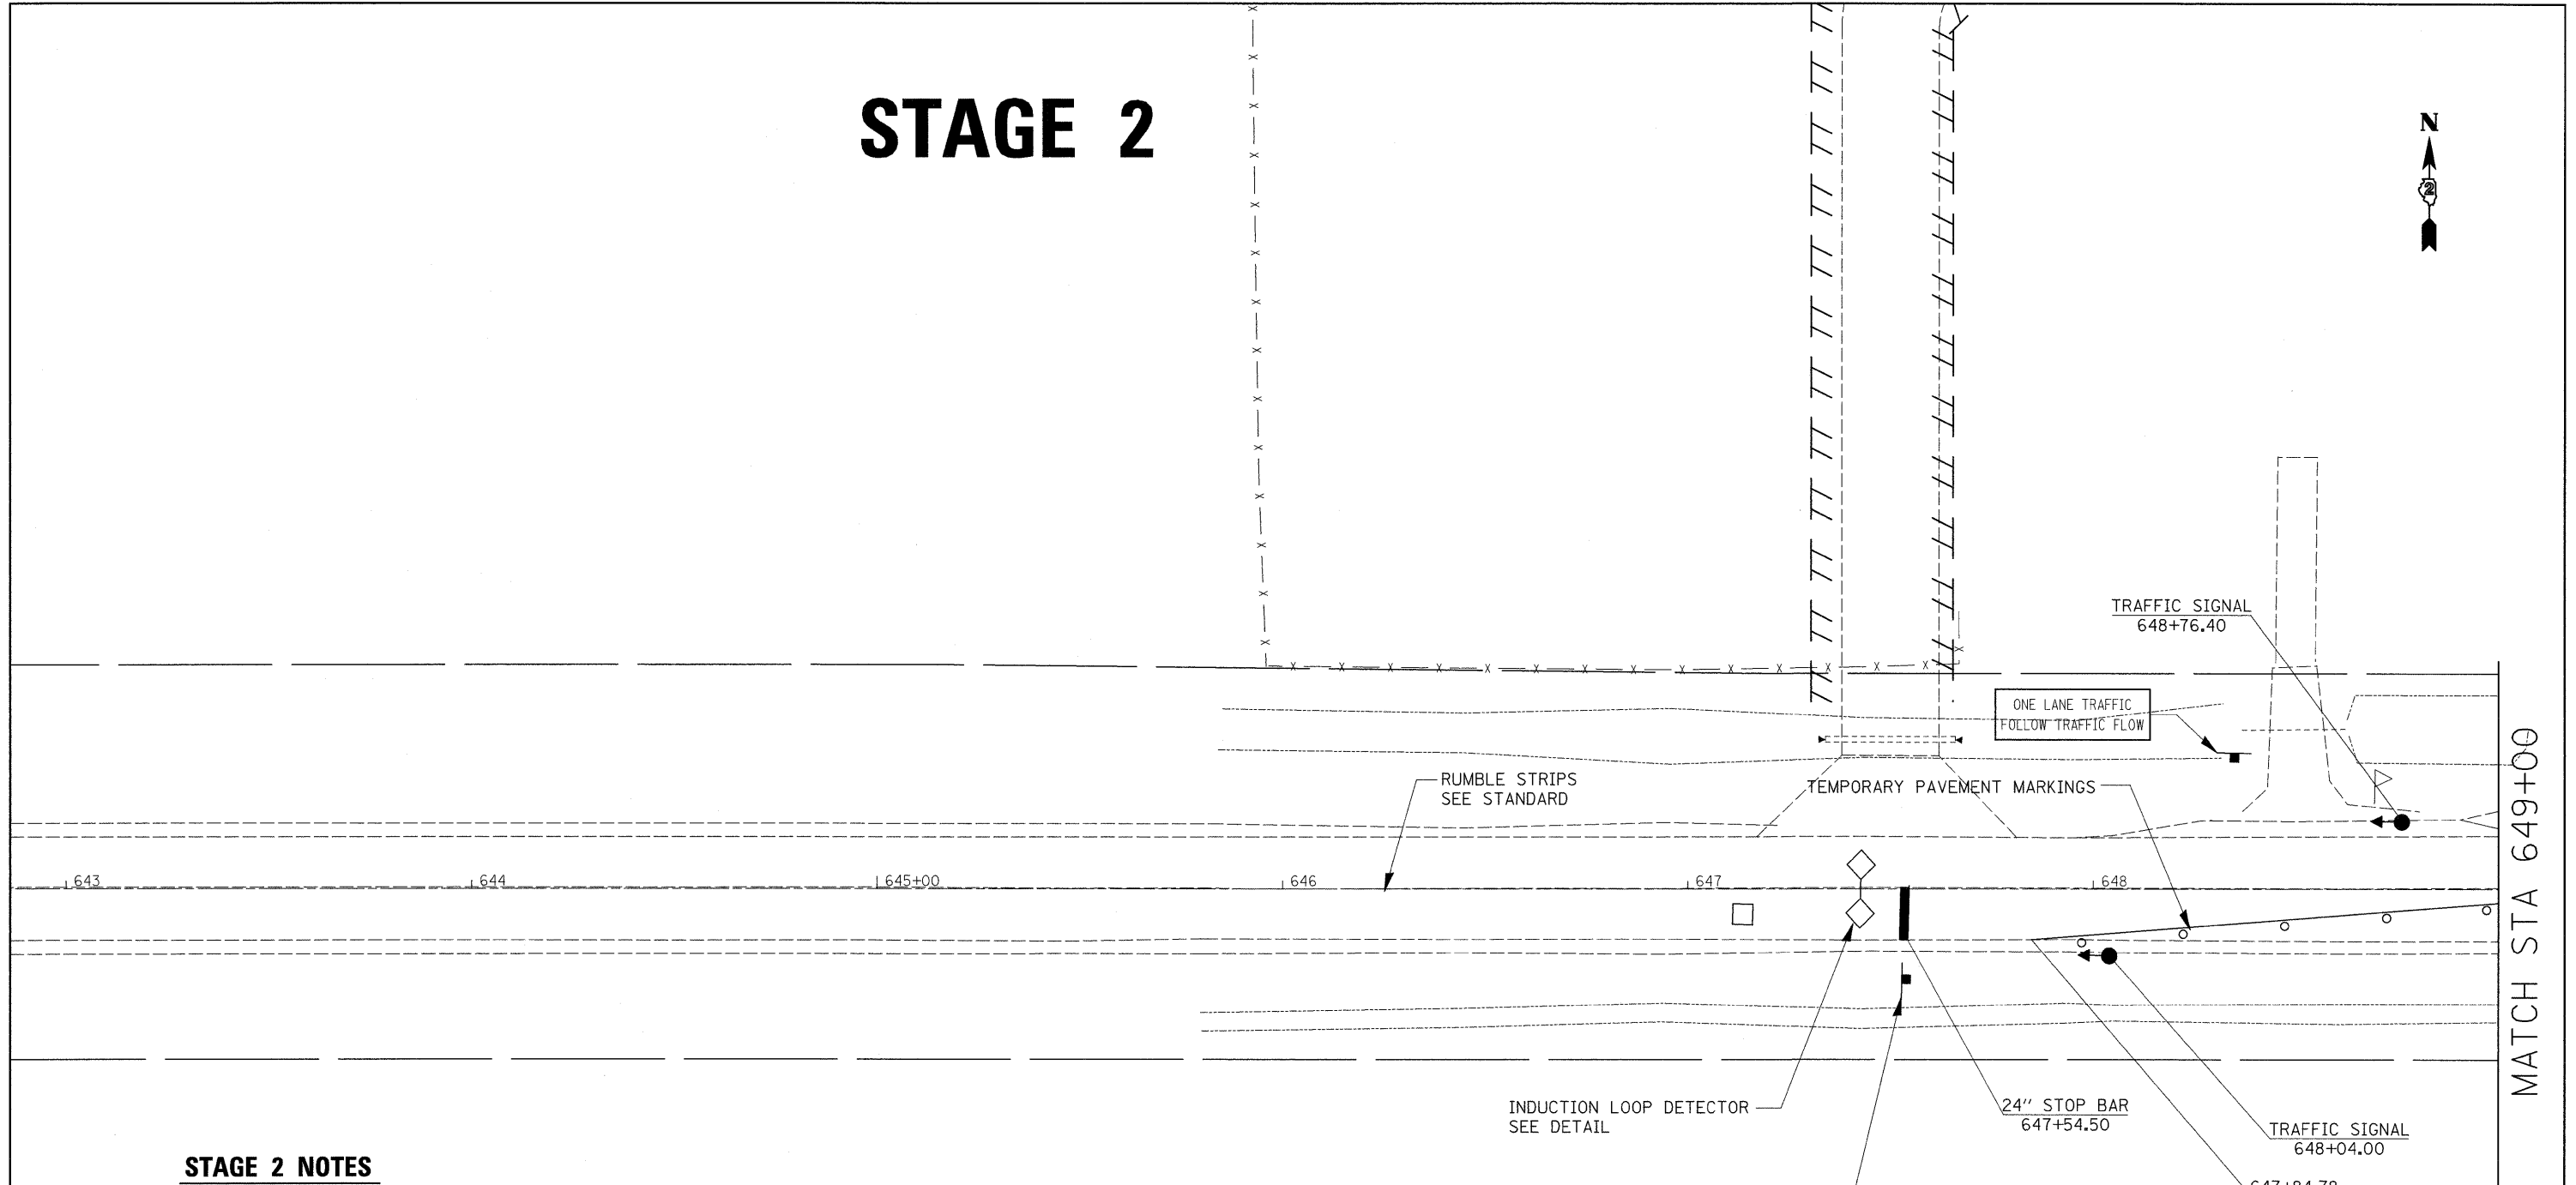 STAGE 2
N
2
TRAFFIC SIGNAL
648+76.40
ONE LANE TRAFFIC
FOLLOW TRAFFIC FLOW
RUMBLE STRIPS
SEE STANDARD
TEMPORARY PAVEMENT MARKINGS
643
644
645+00
646
647
648
MATCH STA 649+00
INDUCTION LOOP DETECTOR
SEE DETAIL
24" STOP BAR
647+54.50
TRAFFIC SIGNAL
648+04.00
STAGE 2 NOTES